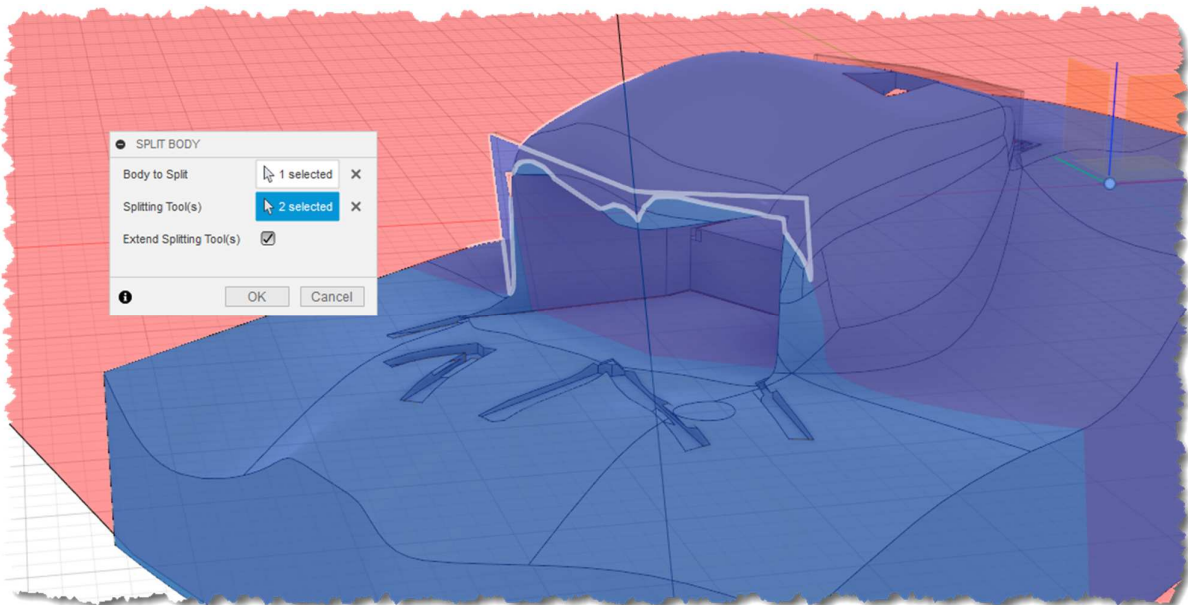 SPLIT BODY
Body to Split 1 selected
Splitting Tool(s) 2 selected
Extend Splitting Tool(s)
OK Cancel